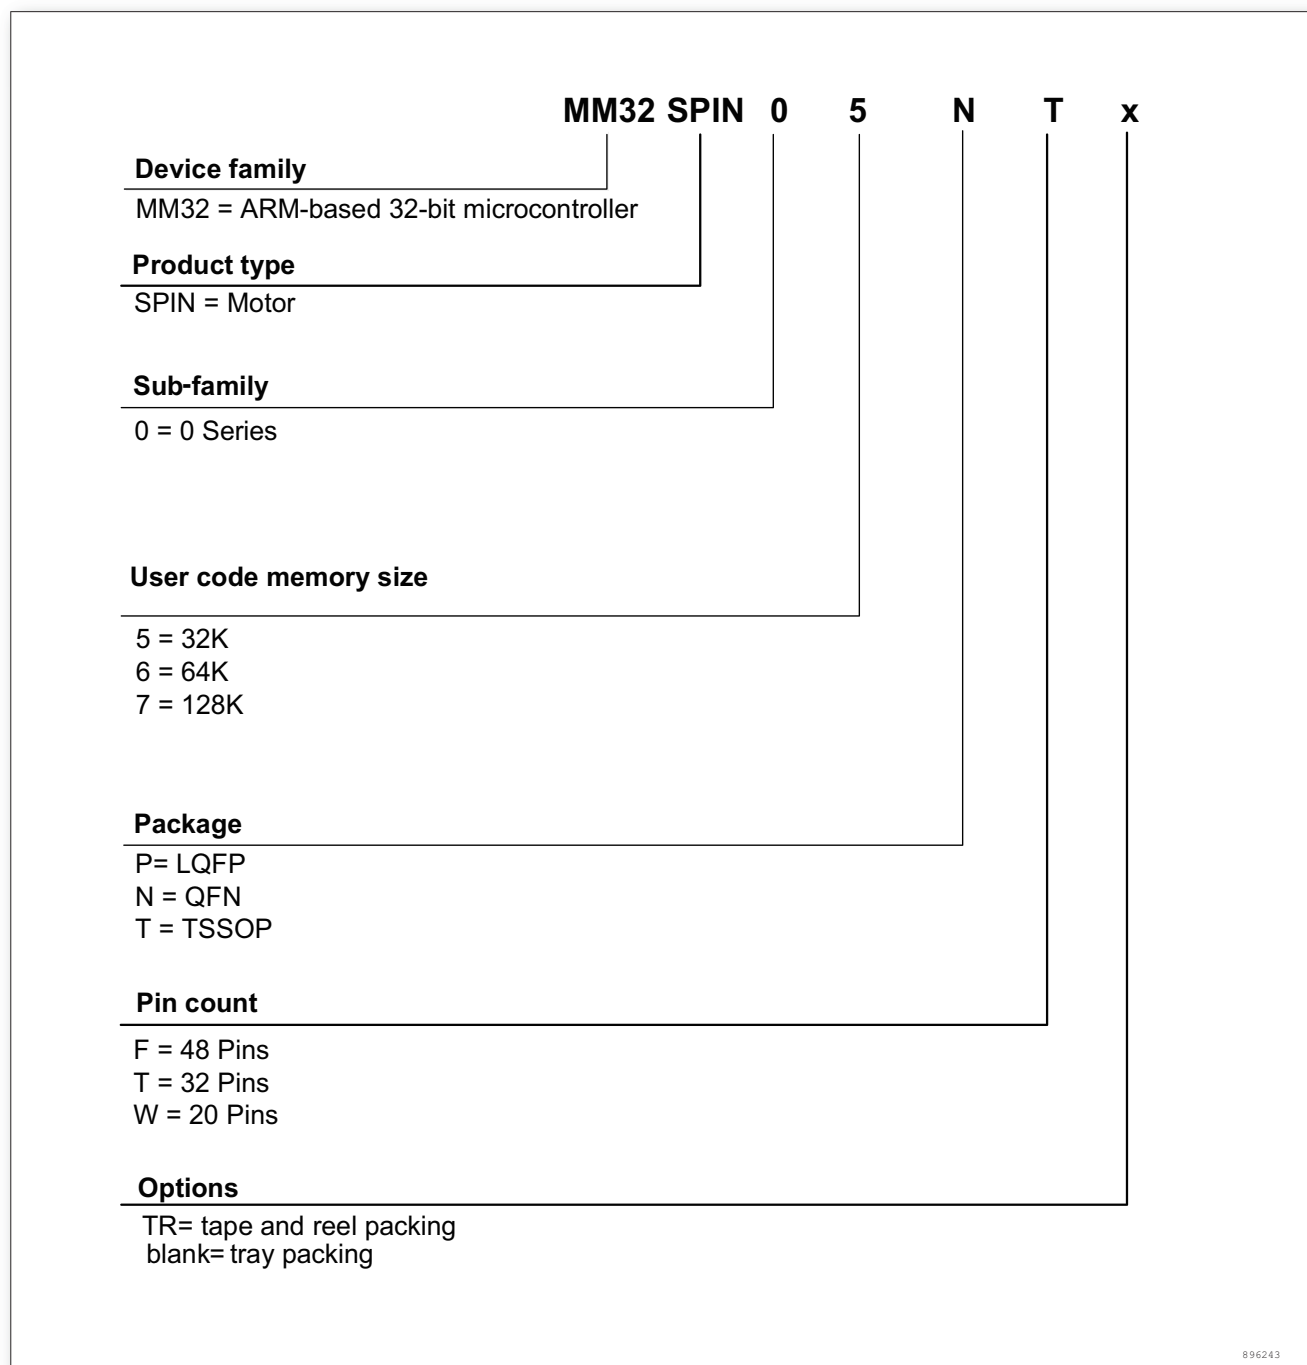 MM32 SPIN 0 5 N T x
Device family
MM32 = ARM-based 32-bit microcontroller
Product type
SPIN = Motor
Sub-family
0 = 0 Series
User code memory size
5 = 32K
6 = 64K
7 = 128K
Package
P= LQFP
N = QFN
T = TSSOP
Pin count
F = 48 Pins
T = 32 Pins
W = 20 Pins
Options
TR= tape and reel packing
blank= tray packing
896243